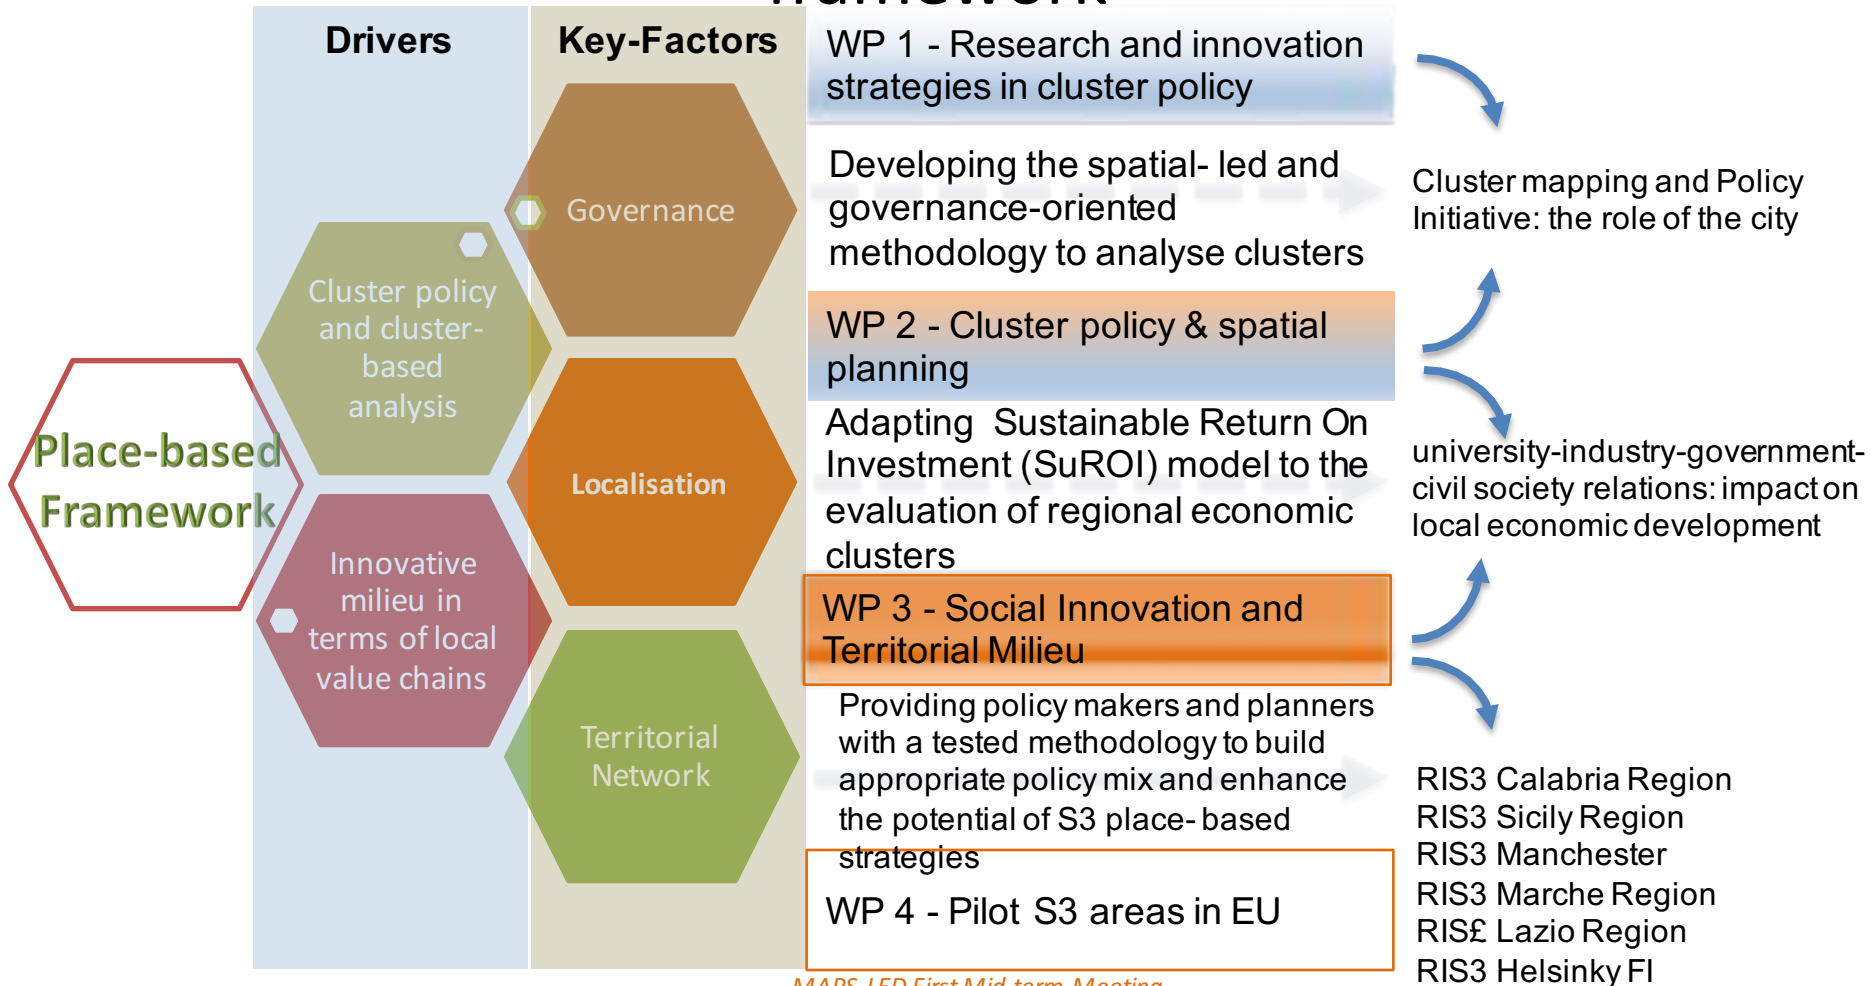 framework
Drivers
Key-Factors
Place-based
Framework
Cluster policy
and cluster-
based
analysis
Innovative
milieu in
terms of local
value chains
Governance
Localisation
Territorial
Network
WP 1 - Research and innovation
strategies in cluster policy
Developing the spatial- led and
governance-oriented
methodology to analyse clusters
WP 2 - Cluster policy & spatial
planning
Adapting Sustainable Return On
Investment (SuROI) model to the
evaluation of regional economic
clusters
WP 3 - Social Innovation and
Territorial Milieu
Providing policy makers and planners
with a tested methodology to build
appropriate policy mix and enhance
the potential of S3 place- based
strategies
WP 4 - Pilot S3 areas in EU
Cluster mapping and Policy
Initiative: the role of the city
university-industry-government-
civil society relations: impact on
local economic development
RIS3 Calabria Region
RIS3 Sicily Region
RIS3 Manchester
RIS3 Marche Region
RIS£ Lazio Region
RIS3 Helsinky FI
MAPS-LED First Mid-term-Meeting